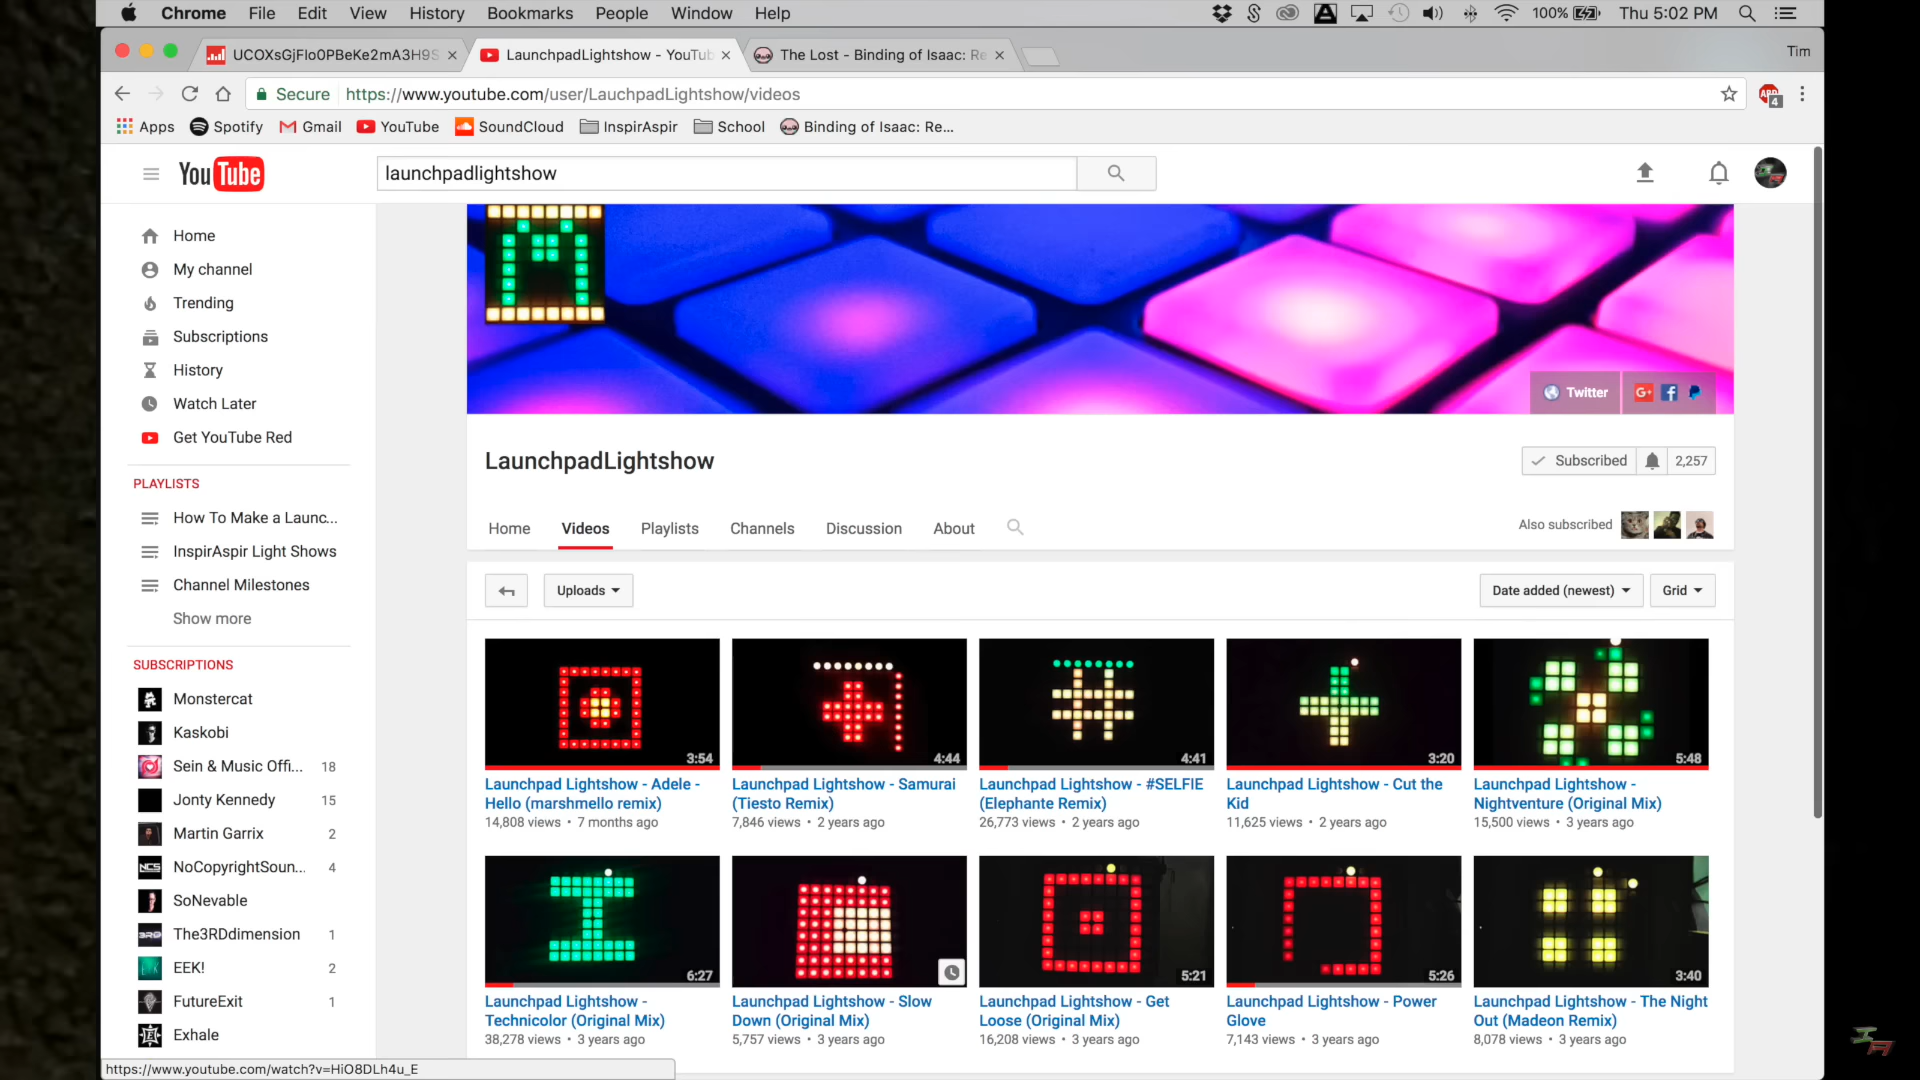 Chrome File Edit View History Bookmarks People Window Help 100% Thu 5:02 PM
UCOXsGjFIo0PBeKe2mA3H9S LaunchpadLightshow - YouTub The Lost - Binding of Isaac: Re Tim
Secure https://www.youtube.com/user/LauchpadLightshow/videos ABP 4
Apps Spotify Gmail YouTube SoundCloud InspirAspir School Binding of Isaac: Re...
YouTube launchpadlightshow
Home
My channel
Trending
Subscriptions
History
Watch Later
Get YouTube Red
PLAYLISTS
How To Make a Launc...
InspirAspir Light Shows
Channel Milestones
Show more
SUBSCRIPTIONS
Monstercat
Kaskobi
Sein & Music Offi... 18
Jonty Kennedy 15
Martin Garrix 2
NoCopyrightSoun... 4
SoNevable
The3RDdimension 1
EEK! 2
FutureExit 1
Exhale
Twitter G+ f
LaunchpadLightshow
Subscribed 2,257
Home Videos Playlists Channels Discussion About
Also subscribed
Uploads Date added (newest) Grid
3:54 4:44 4:41 3:20 5:48
Launchpad Lightshow - Adele -
Hello (marshmello remix)
14,808 views • 7 months ago
Launchpad Lightshow - Samurai
(Tiesto Remix)
7,846 views • 2 years ago
Launchpad Lightshow - #SELFIE
(Elephante Remix)
26,773 views • 2 years ago
Launchpad Lightshow - Cut the
Kid
11,625 views • 2 years ago
Launchpad Lightshow -
Nightventure (Original Mix)
15,500 views • 3 years ago
6:27 5:21 5:26 3:40
Launchpad Lightshow -
Technicolor (Original Mix)
38,278 views • 3 years ago
Launchpad Lightshow - Slow
Down (Original Mix)
5,757 views • 3 years ago
Launchpad Lightshow - Get
Loose (Original Mix)
16,208 views • 3 years ago
Launchpad Lightshow - Power
Glove
7,143 views • 3 years ago
Launchpad Lightshow - The Night
Out (Madeon Remix)
8,078 views • 3 years ago
https://www.youtube.com/watch?v=HiO8DLh4u_E
IA